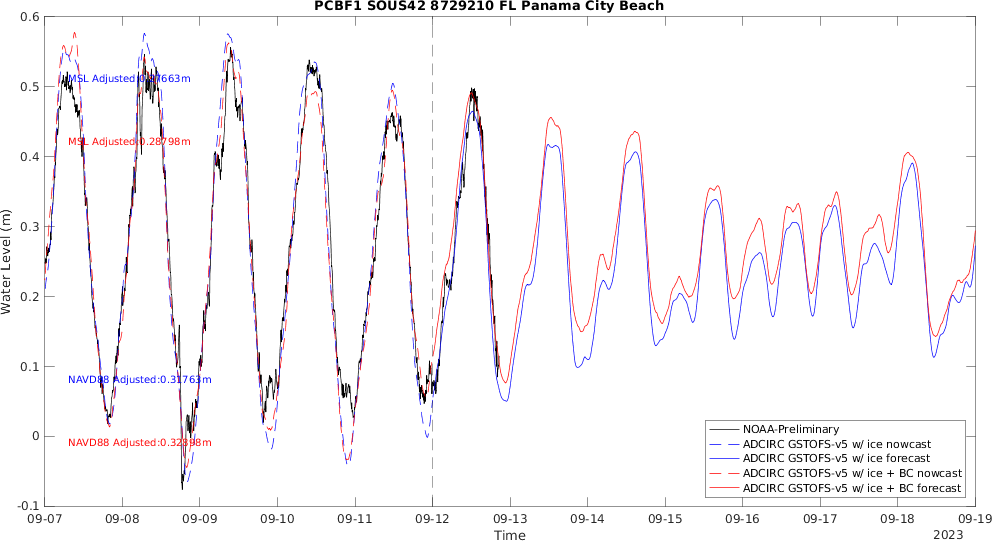 PCBF1 SOUS42 8729210 FL Panama City Beach
Water Level (m)
0.6
0.5
0.4
0.3
0.2
0.1
0
-0.1
MSL Adjusted:0.27663m
MSL Adjusted:0.28798m
NAVD88 Adjusted:0.31763m
NAVD88 Adjusted:0.32898m
NOAA-Preliminary
ADCIRC GSTOFS-v5 w/ ice nowcast
ADCIRC GSTOFS-v5 w/ ice forecast
ADCIRC GSTOFS-v5 w/ ice + BC nowcast
ADCIRC GSTOFS-v5 w/ ice + BC forecast
09-07 09-08 09-09 09-10 09-11 09-12 09-13 09-14 09-15 09-16 09-17 09-18 09-19
Time
2023